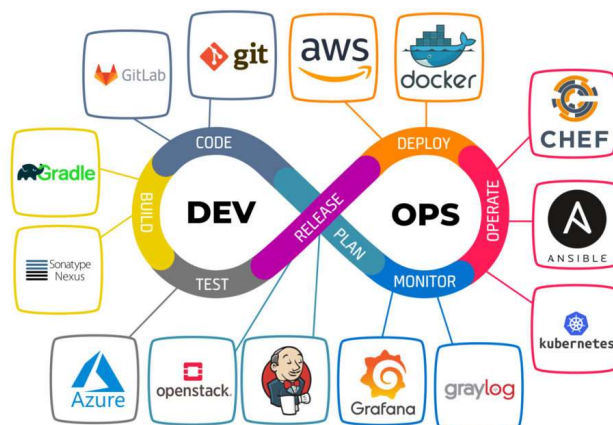 GitLab
git
aws
docker
CHEF
CODE
DEPLOY
Gradle
BUILD
DEV
RELEASE
PLAN
OPS
OPERATE
ANSIBLE
Sonatype
Nexus
TEST
MONITOR
kubernetes
Azure
openstack.
Grafana
graylog